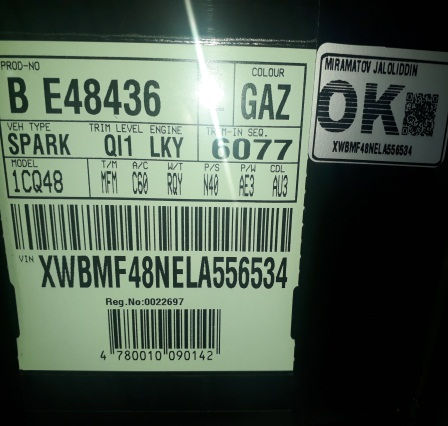 PROD-NO
B E48436
COLOUR
GAZ
VEH TYPE TRIM LEVEL ENGINE TRIM-IN SEQ.
SPARK QI1 LKY 6077
MODEL T/M A/C W/T P/S P/W CDL
1CQ48 MFM C60 RQY N40 AE3 AU3
VIN XWBMF48NELA556534
Reg.No:0022697
4 780010 090142
MIRAMATOV JALOLIDDIN
OK
XWBMF48NELA556534